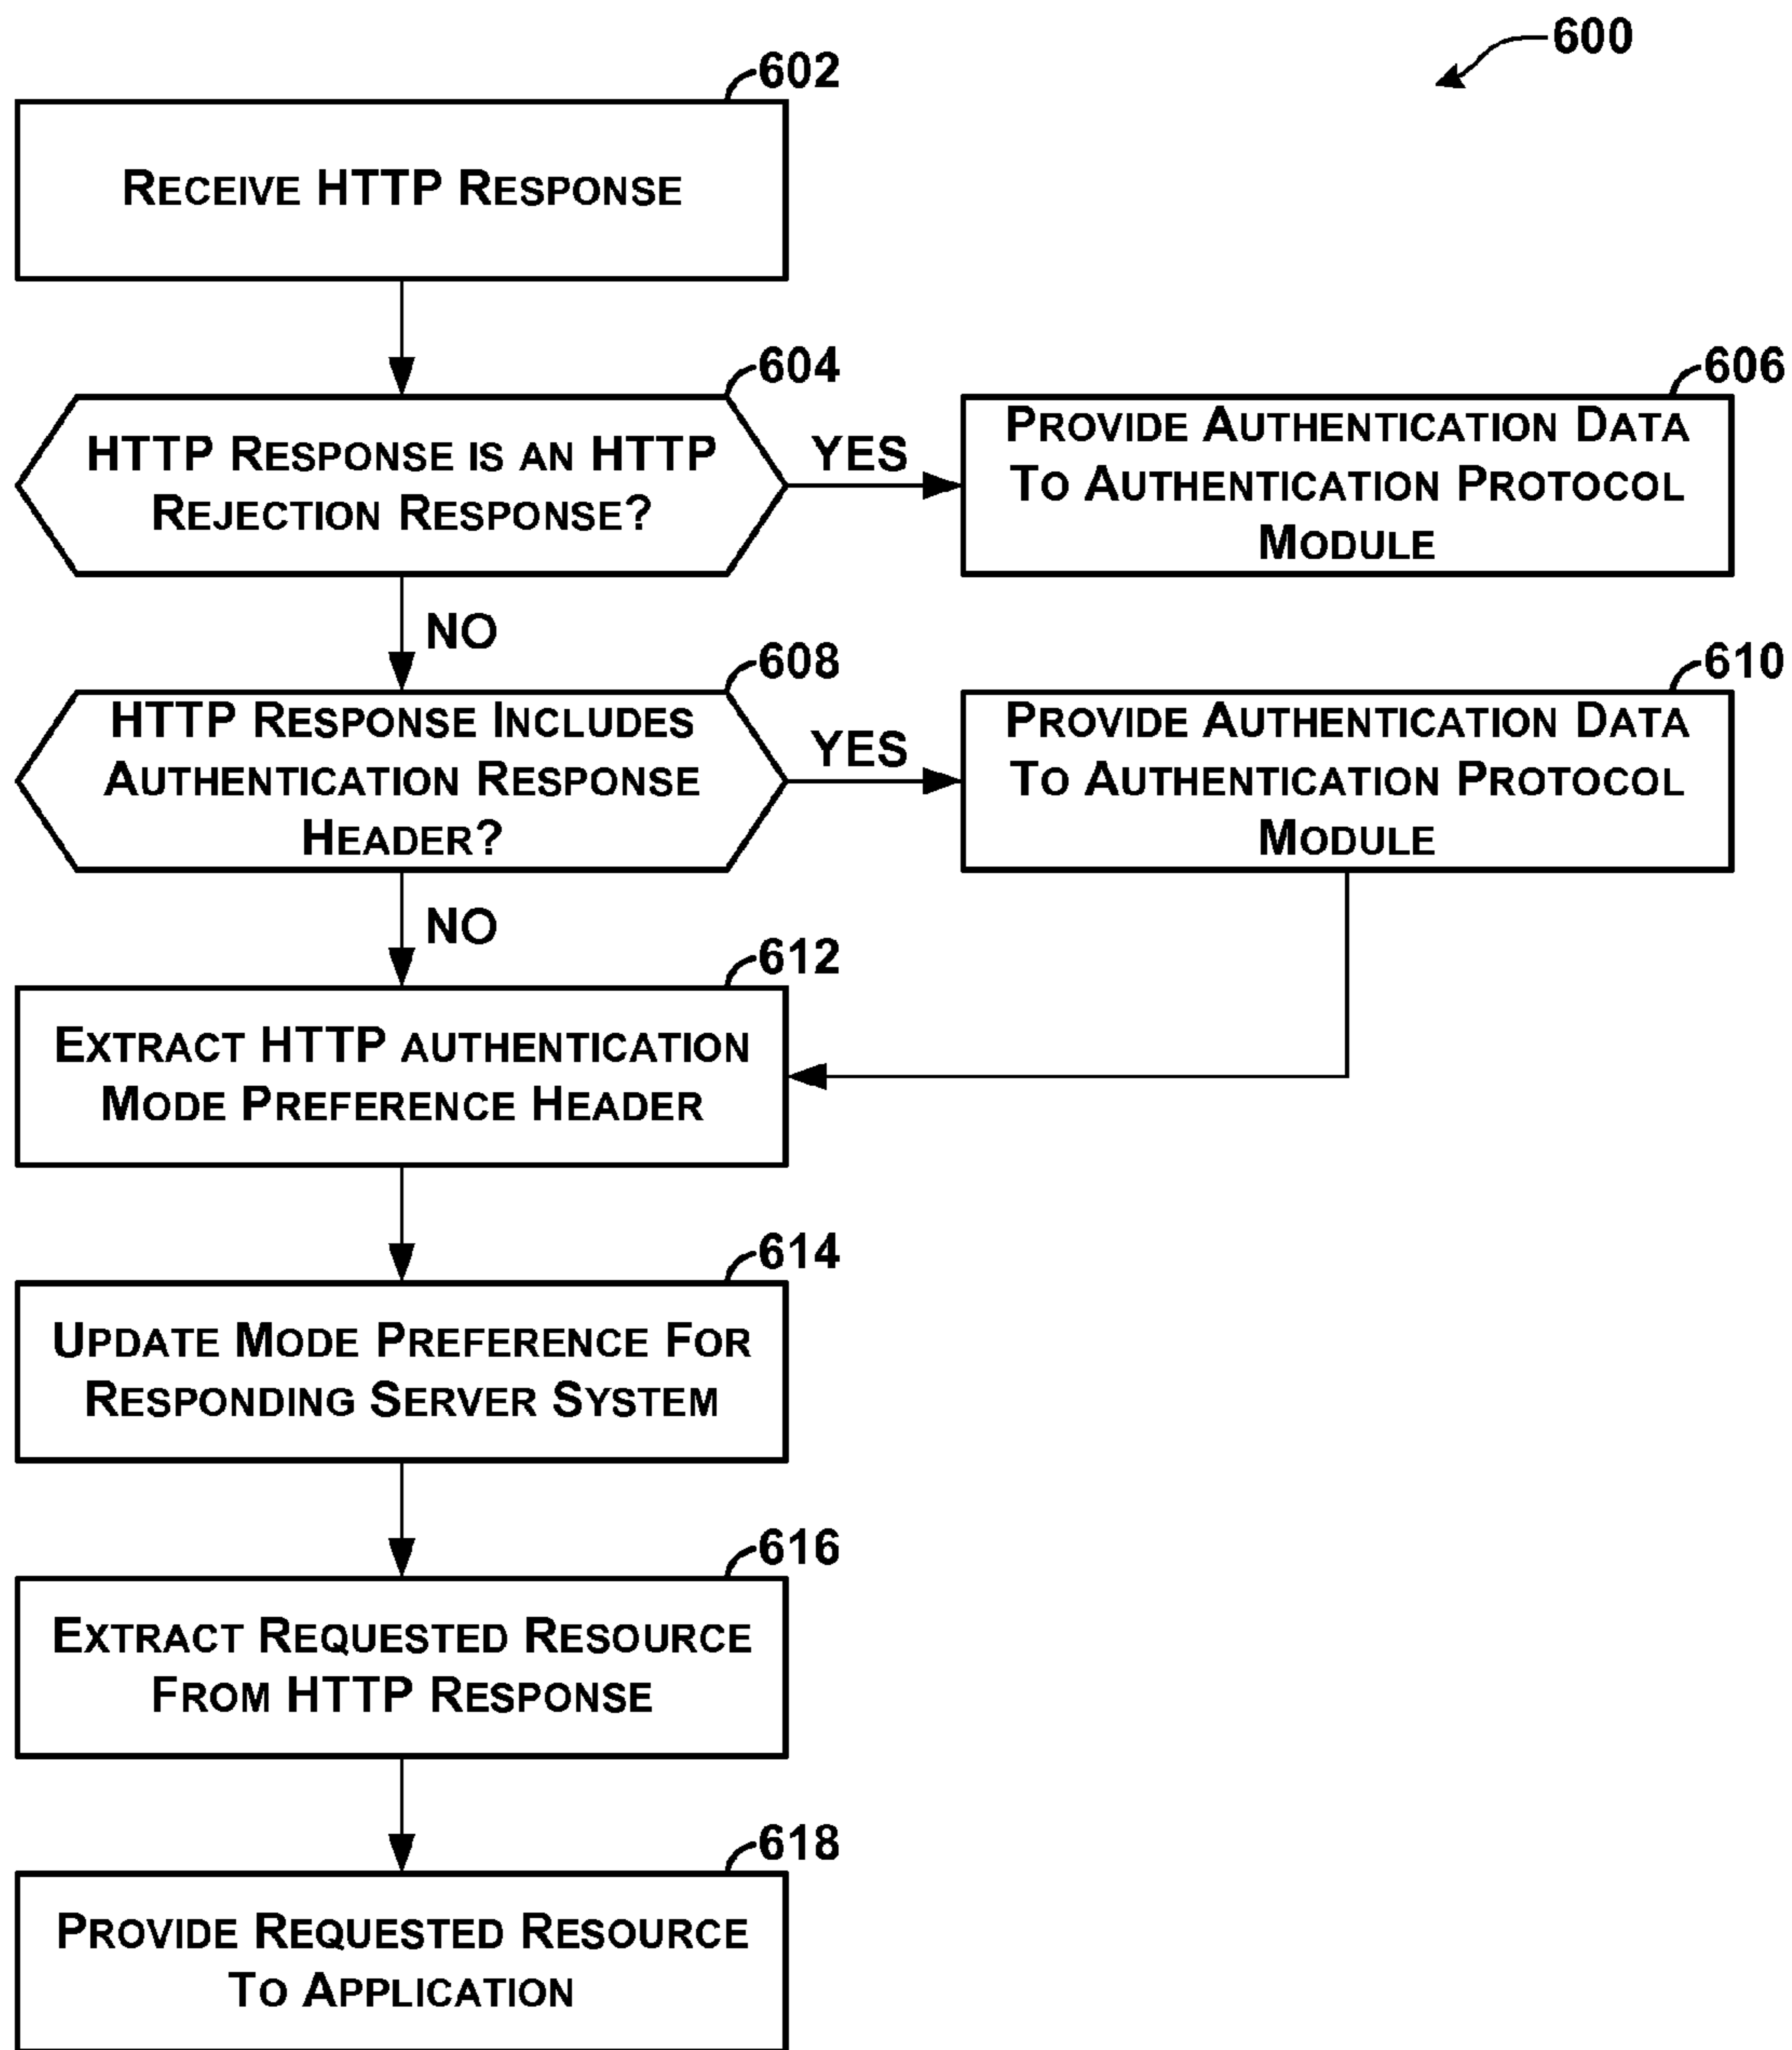 600
602
RECEIVE HTTP RESPONSE
604
HTTP RESPONSE IS AN HTTP
REJECTION RESPONSE?
YES
606
PROVIDE AUTHENTICATION DATA
TO AUTHENTICATION PROTOCOL
MODULE
NO
608
HTTP RESPONSE INCLUDES
AUTHENTICATION RESPONSE
HEADER?
YES
610
PROVIDE AUTHENTICATION DATA
TO AUTHENTICATION PROTOCOL
MODULE
NO
612
EXTRACT HTTP AUTHENTICATION
MODE PREFERENCE HEADER
614
UPDATE MODE PREFERENCE FOR
RESPONDING SERVER SYSTEM
616
EXTRACT REQUESTED RESOURCE
FROM HTTP RESPONSE
618
PROVIDE REQUESTED RESOURCE
TO APPLICATION